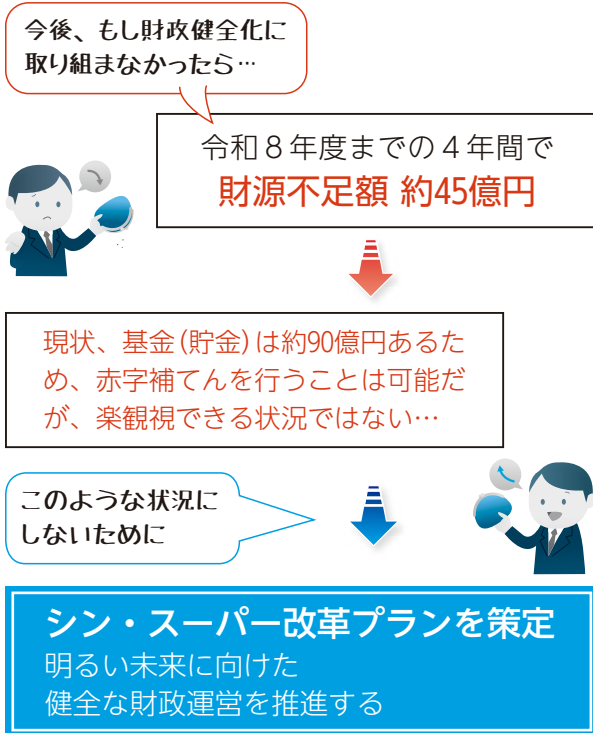 今後、もし財政健全化に
取り組まなかったら…
令和８年度までの４年間で
財源不足額 約45億円
現状、基金(貯金)は約90億円あるた
め、赤字補てんを行うことは可能だ
が、楽観視できる状況ではない…
このような状況に
しないために
シン・スーパー改革プランを策定
明るい未来に向けた
健全な財政運営を推進する